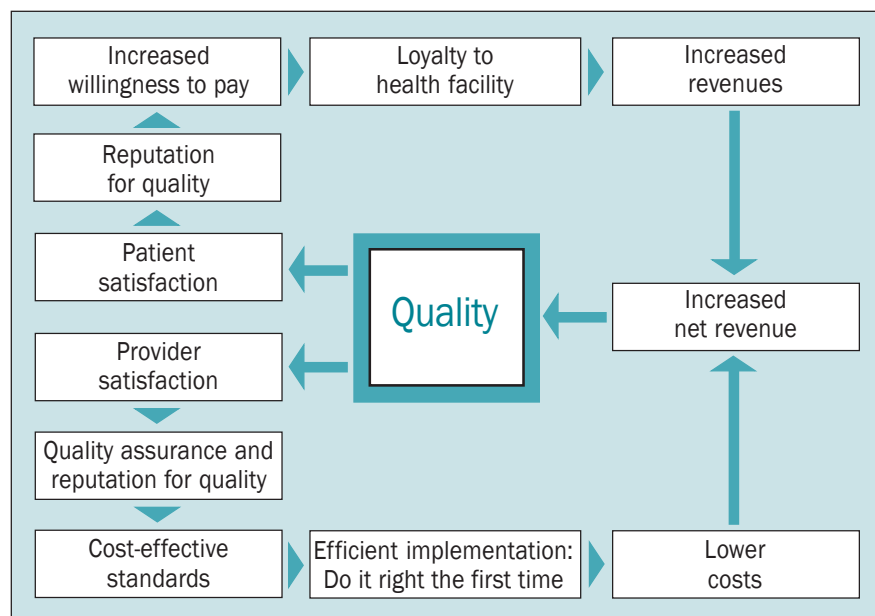 Increased
willingness to pay
Loyalty to
health facility
Increased
revenues
Reputation
for quality
Patient
satisfaction
Quality
Increased
net revenue
Provider
satisfaction
Quality assurance and
reputation for quality
Cost-effective
standards
Efficient implementation:
Do it right the first time
Lower
costs